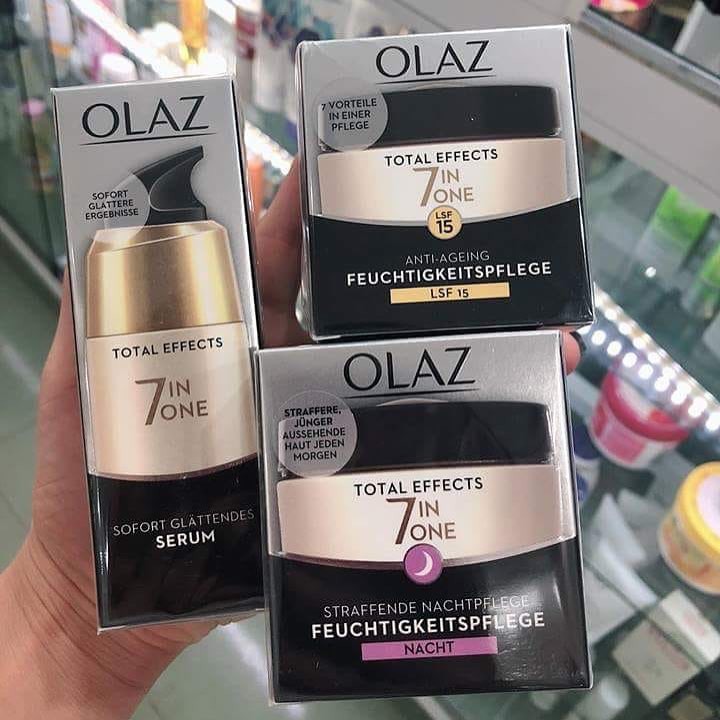 OLAZ
SOFORT
GLATTERE
ERGEBNISSE
TOTAL EFFECTS
7 IN
ONE
SOFORT GLÄTTENDES
SERUM
OLAZ
7 VORTEILE
IN EINER
PFLEGE
TOTAL EFFECTS
7 IN
ONE
LSF
15
ANTI-AGEING
FEUCHTIGKEITSPFLEGE
LSF 15
OLAZ
STRAFFERE,
JÜNGER
AUSSEHENDE
HAUT JEDEN
MORGEN
TOTAL EFFECTS
7 IN
ONE
STRAFFENDE NACHTPFLEGE
FEUCHTIGKEITSPFLEGE
NACHT